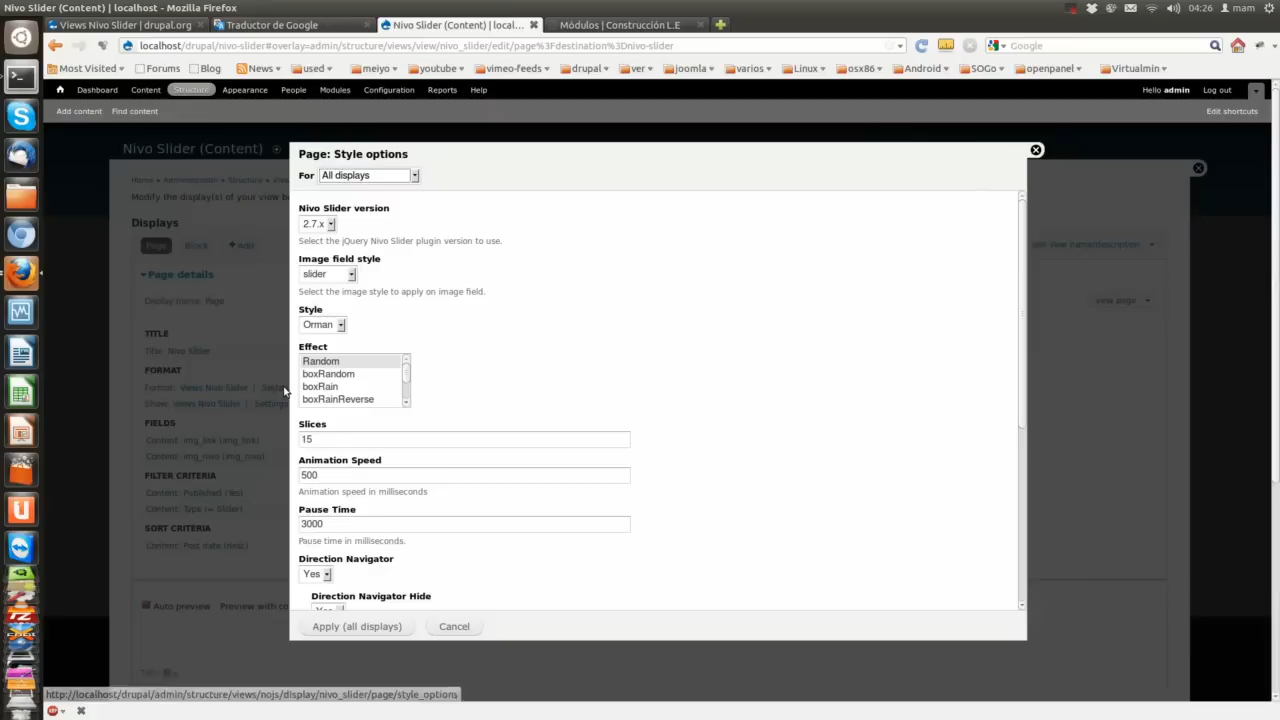 Nivo Slider (Content) | localhost - Mozilla Firefox
04:26 mam
Views Nivo Slider | drupal.org
Traductor de Google
Nivo Slider (Content) | local...
Módulos | Construcción L.E
localhost/drupal/nivo-slider#overlay=admin/structure/views/view/nivo_slider/edit/page%3Fdestination%3Dnivo-slider
Google
Most Visited Forums Blog News used meiyo youtube vimeo-feeds drupal ver joomla varios Linux osx86 Android SOGo openpanel Virtualmin
Dashboard Content Structure Appearance People Modules Configuration Reports Help
Hello admin Log out
Add content Find content
Edit shortcuts
Nivo Slider (Content)
Home » Administration » Structure »
Modify the display(s) of your view
Displays
Page Block Add
edit view name/description
Page details
Display name: Page
view page
TITLE
Title: Nivo Slider
FORMAT
Format: Views Nivo Slider |
Show: Views Nivo Slider | Settings
FIELDS
Content: img_link (img_link)
Content: img_nivo (img_nivo)
FILTER CRITERIA
Content: Published (Yes)
Content: Type (= Slider)
SORT CRITERIA
Content: Post date (desc)
Auto preview Preview with
Page: Style options
For All displays
Nivo Slider version
2.7.x
Select the jQuery Nivo Slider plugin version to use.
Image field style
slider
Select the image style to apply on image field.
Style
Orman
Effect
Random
boxRandom
boxRain
boxRainReverse
Slices
15
Animation Speed
500
Animation speed in milliseconds
Pause Time
3000
Pause time in milliseconds.
Direction Navigator
Yes
Direction Navigator Hide
Yes
Apply (all displays) Cancel
http://localhost/drupal/admin/structure/views/nojs/display/nivo_slider/page/style_options